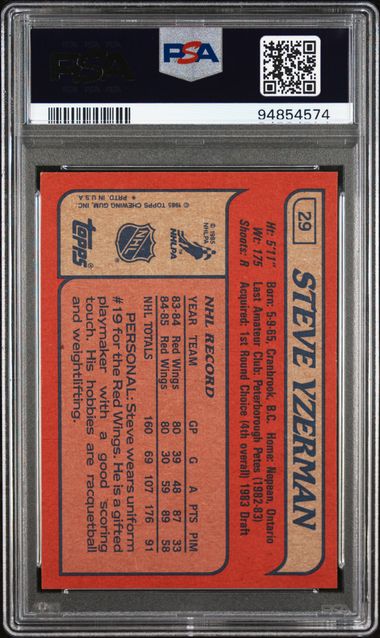 PSA
PSA
94854574
29
STEVE YZERMAN
Ht: 5'11" Born: 5-9-65, Cranbrook, B.C. Home: Nepean, Ontario
Wt: 175 Last Amateur Club: Peterborough Petes (1982-83)
Shoots: R Acquired: 1st Round Choice (4th overall) 1983 Draft
NHL RECORD
YEAR TEAM GP G A PTS PIM
83-84 Red Wings 80 39 48 87 33
84-85 Red Wings 80 30 59 89 58
NHL TOTALS 160 69 107 176 91
PERSONAL: Steve wears uniform
#19 for the Red Wings. He is a gifted
playmaker with a good scoring
touch. His hobbies are racquetball
and weightlifting.
© 1985
NHLPA
NHL
topps®
© 1985 TOPPS CHEWING GUM, INC.
* PRTD. IN U.S.A.